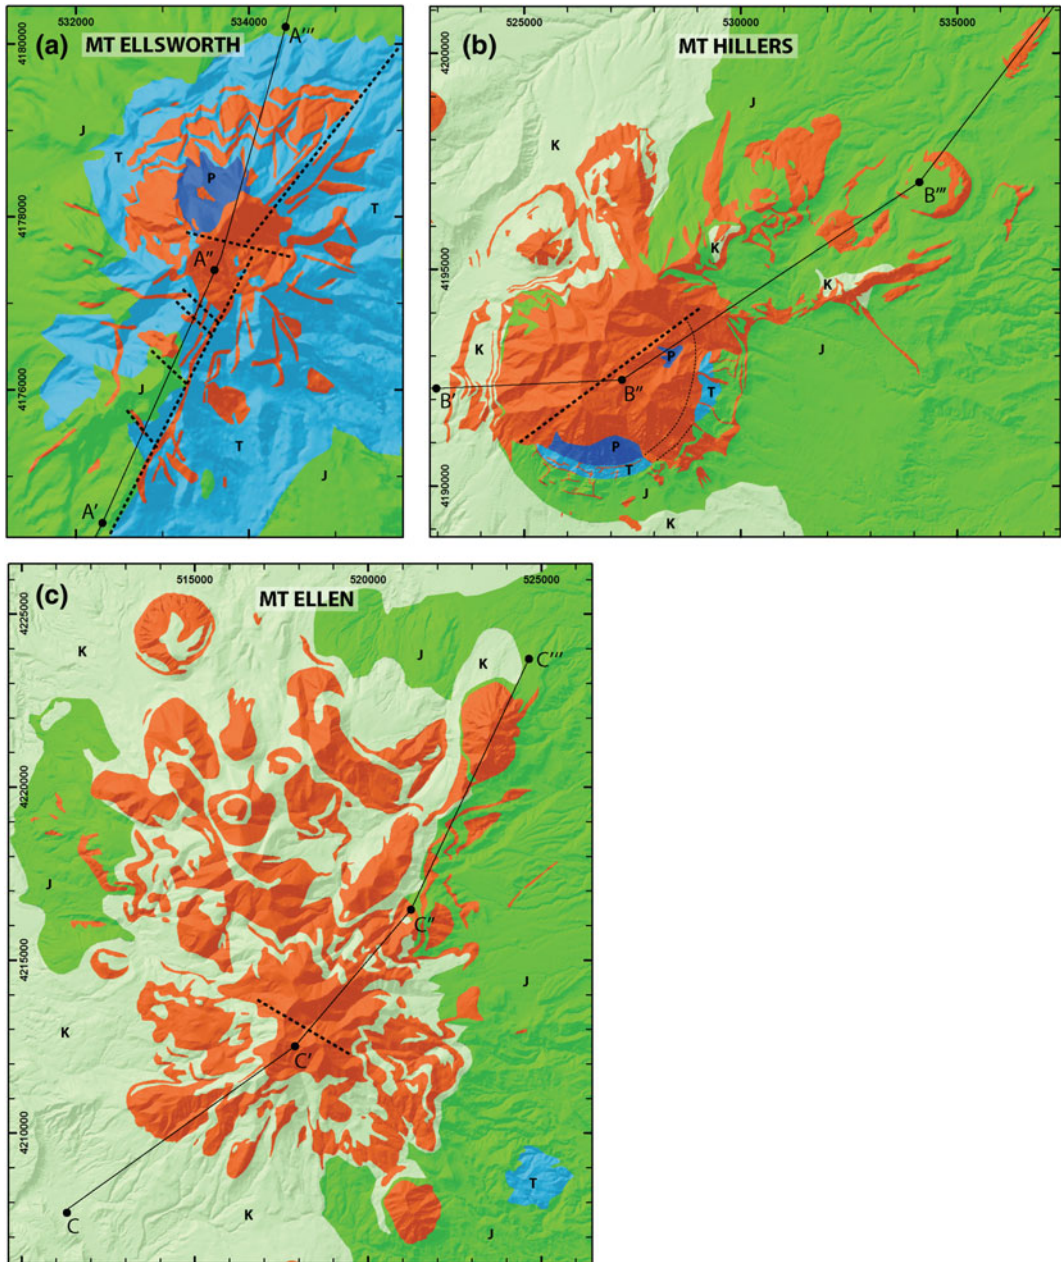 532000
534000
(a)
MT ELLSWORTH
A'''
4180000
J
T
P
T
4178000
A''
4176000
J
T
J
A'
525000
530000
535000
(b)
MT HILLERS
4200000
J
K
B'''
K
4195000
K
K
J
P
B'
B''
T
P
T
4190000
J
K
515000
520000
525000
(c)
MT ELLEN
4225000
K
J
K
C'''
4220000
J
C''
4215000
J
K
C'
4210000
T
K
C
J